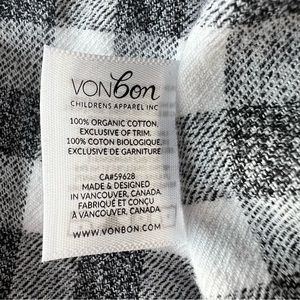 VONbon
CHILDRENS APPAREL INC
100% ORGANIC COTTON
EXCLUSIVE OF TRIM.
100% COTON BIOLOGIQUE,
EXCLUSIVE DE GARNITURE.
CA#59628
MADE & DESIGNED
IN VANCOUVER, CANADA
FABRIQUÉ ET CONÇU
À VANCOUVER, CANADA
WWW.VONBON.COM